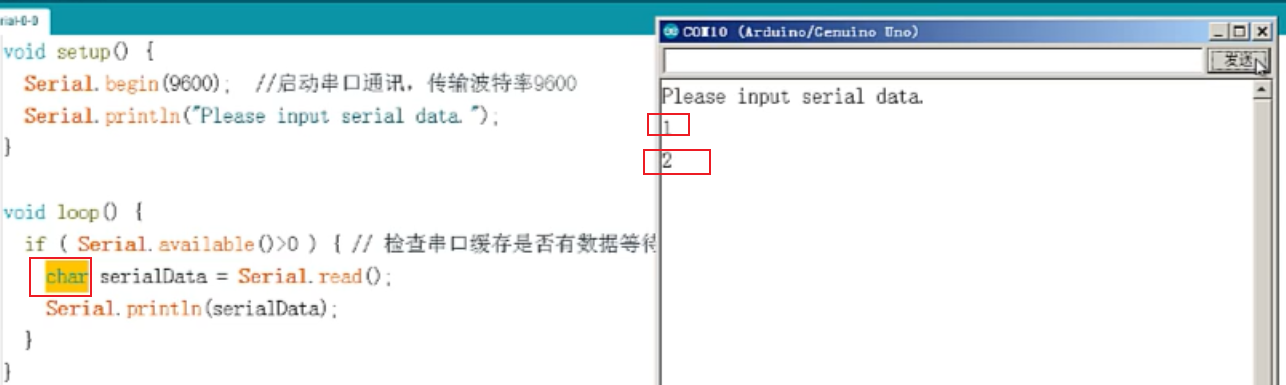 rial-0-0
void setup() {
Serial.begin(9600); //启动串口通讯，传输波特率9600
Serial.println("Please input serial data.");
}
void loop() {
if ( Serial.available()>0 ) { // 检查串口缓存是否有数据等待
char serialData = Serial.read();
Serial.println(serialData);
}
}
COM10 (Arduino/Genuino Uno)
发送
Please input serial data.
1
2